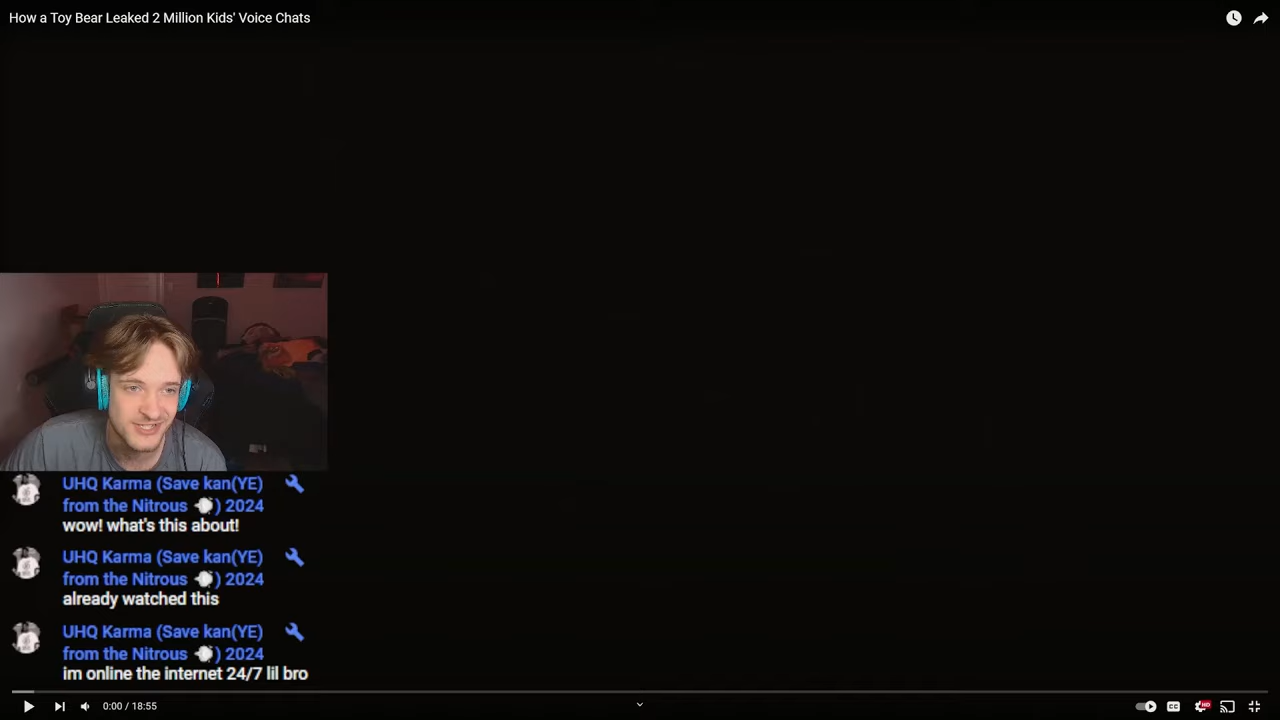 How a Toy Bear Leaked 2 Million Kids' Voice Chats
UHQ Karma (Save kan(YE)
from the Nitrous 💨) 2024
wow! what's this about!
UHQ Karma (Save kan(YE)
from the Nitrous 💨) 2024
already watched this
UHQ Karma (Save kan(YE)
from the Nitrous 💨) 2024
im online the internet 24/7 lil bro
0:00 / 18:55
CC
HD